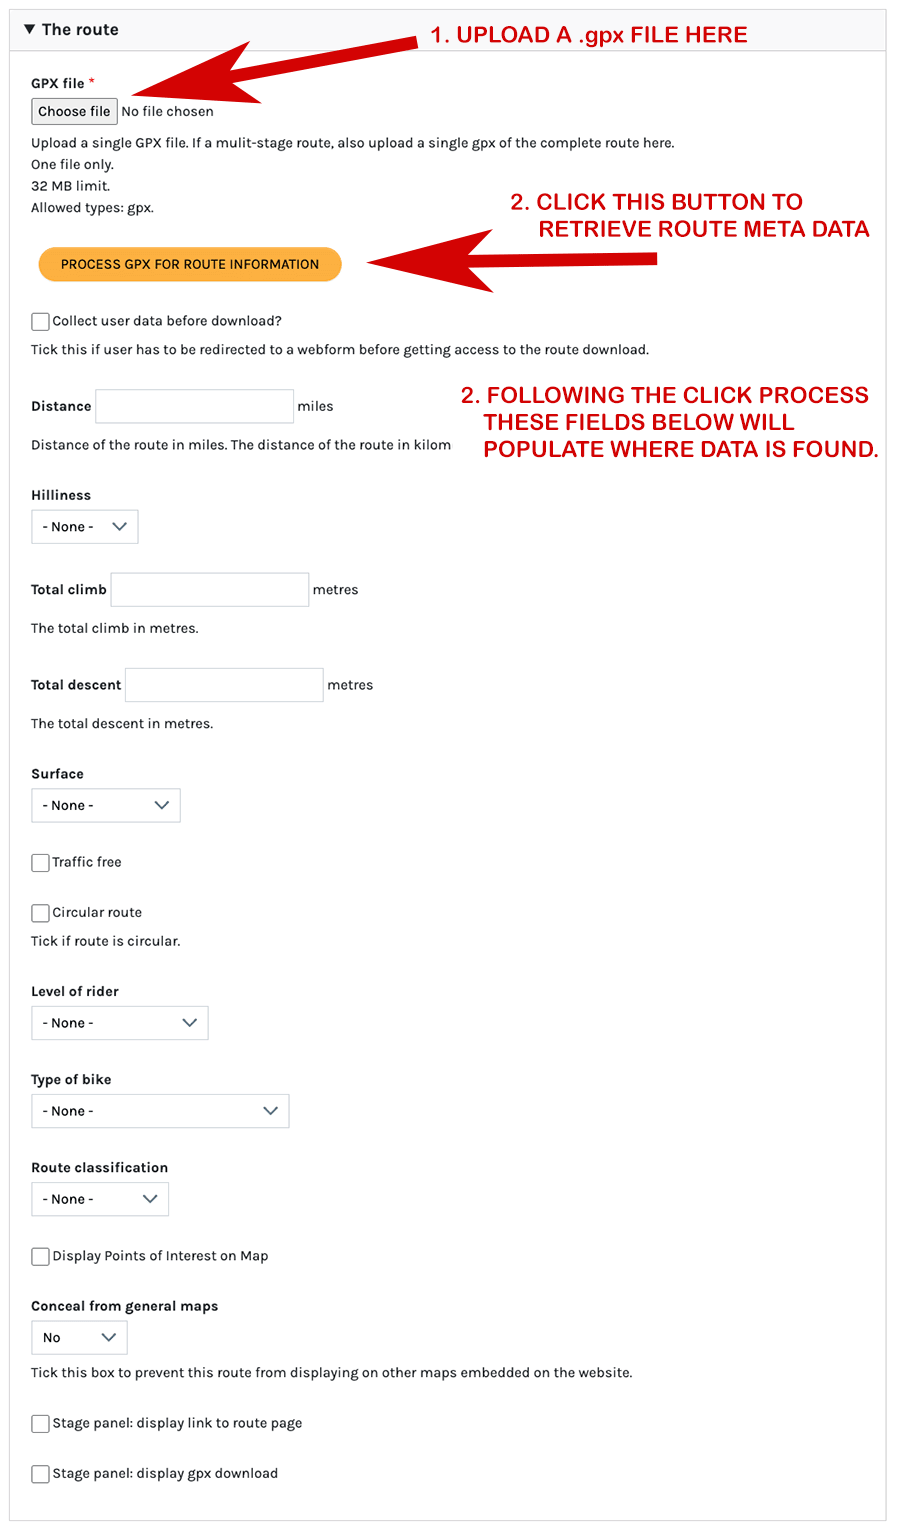 ▼ The route
1. UPLOAD A .gpx FILE HERE
GPX file *
Choose file No file chosen
Upload a single GPX file. If a mulit-stage route, also upload a single gpx of the complete route here.
One file only.
32 MB limit.
Allowed types: gpx.
2. CLICK THIS BUTTON TO
RETRIEVE ROUTE META DATA
PROCESS GPX FOR ROUTE INFORMATION
Collect user data before download?
Tick this if user has to be redirected to a webform before getting access to the route download.
Distance miles
Distance of the route in miles. The distance of the route in kilom
2. FOLLOWING THE CLICK PROCESS
THESE FIELDS BELOW WILL
POPULATE WHERE DATA IS FOUND.
Hilliness
- None -
Total climb metres
The total climb in metres.
Total descent metres
The total descent in metres.
Surface
- None -
Traffic free
Circular route
Tick if route is circular.
Level of rider
- None -
Type of bike
- None -
Route classification
- None -
Display Points of Interest on Map
Conceal from general maps
No
Tick this box to prevent this route from displaying on other maps embedded on the website.
Stage panel: display link to route page
Stage panel: display gpx download